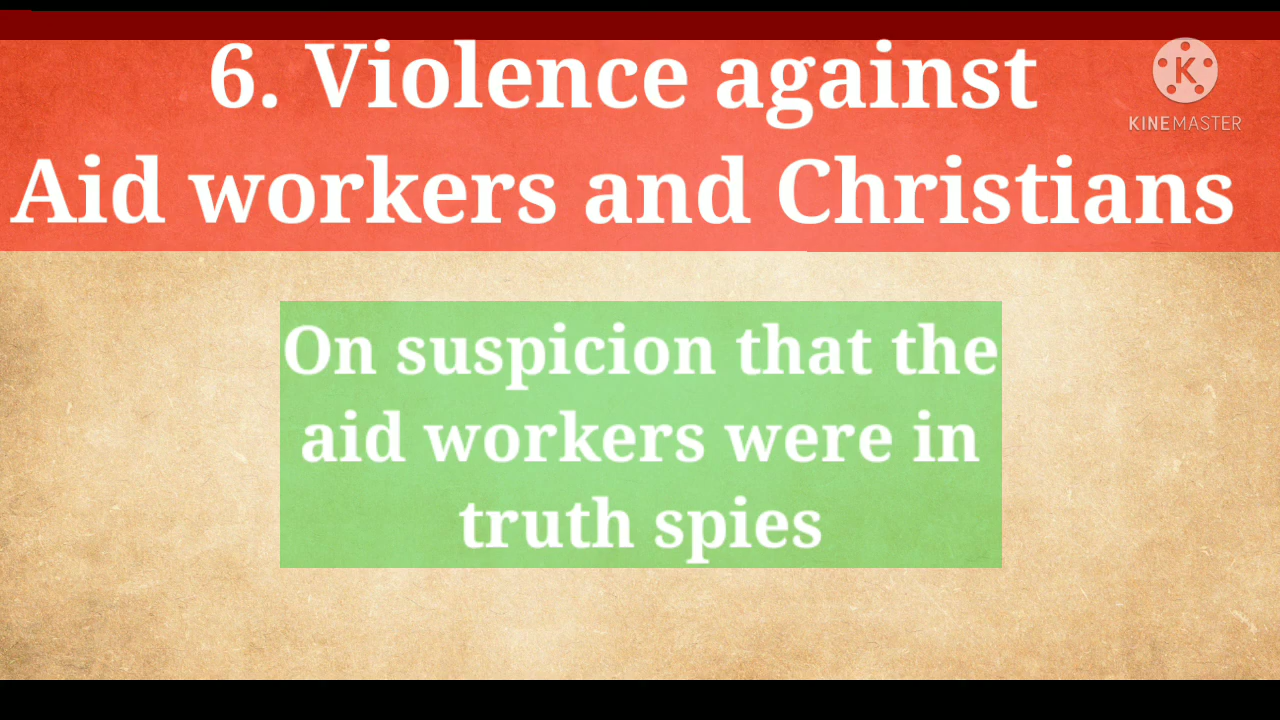 6. Violence against
Aid workers and Christians
K
KINEMASTER
On suspicion that the
aid workers were in
truth spies